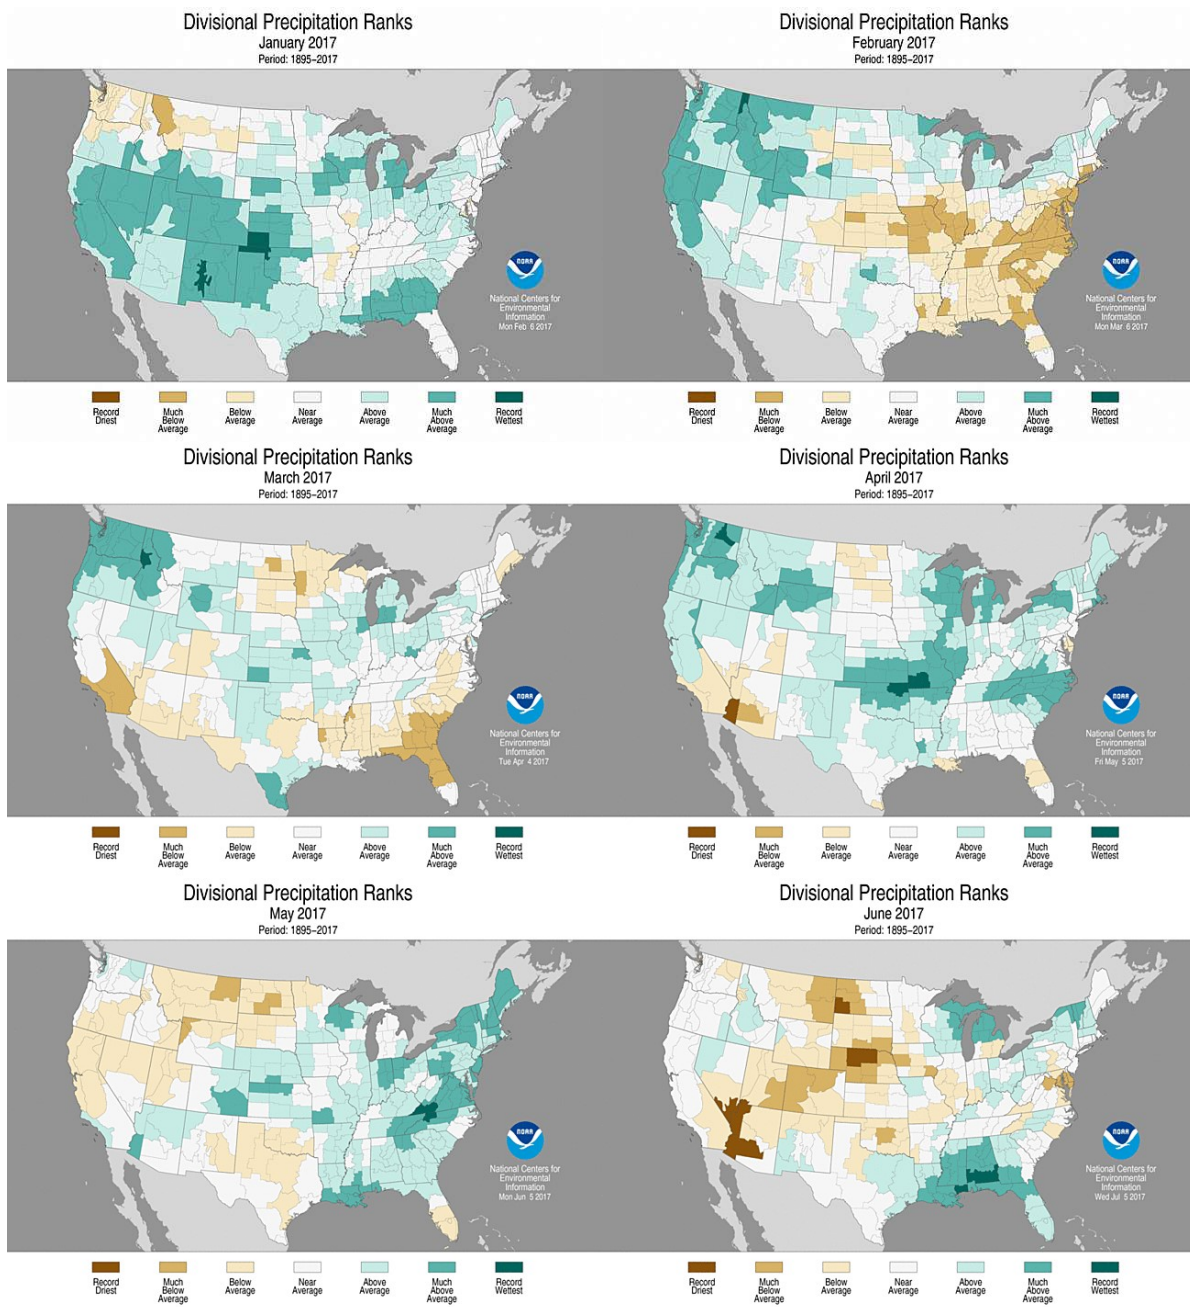 Divisional Precipitation Ranks
January 2017
Period: 1895–2017
NOAA
National Centers for
Environmental
Information
Mon Feb 6 2017
Record
Driest
Much
Below
Average
Below
Average
Near
Average
Above
Average
Much
Above
Average
Record
Wettest
Divisional Precipitation Ranks
February 2017
Period: 1895–2017
NOAA
National Centers for
Environmental
Information
Mon Mar 6 2017
Record
Driest
Much
Below
Average
Below
Average
Near
Average
Above
Average
Much
Above
Average
Record
Wettest
Divisional Precipitation Ranks
March 2017
Period: 1895–2017
NOAA
National Centers for
Environmental
Information
Tue Apr 4 2017
Record
Driest
Much
Below
Average
Below
Average
Near
Average
Above
Average
Much
Above
Average
Record
Wettest
Divisional Precipitation Ranks
April 2017
Period: 1895–2017
NOAA
National Centers for
Environmental
Information
Fri May 5 2017
Record
Driest
Much
Below
Average
Below
Average
Near
Average
Above
Average
Much
Above
Average
Record
Wettest
Divisional Precipitation Ranks
May 2017
Period: 1895–2017
NOAA
National Centers for
Environmental
Information
Mon Jun 5 2017
Record
Driest
Much
Below
Average
Below
Average
Near
Average
Above
Average
Much
Above
Average
Record
Wettest
Divisional Precipitation Ranks
June 2017
Period: 1895–2017
NOAA
National Centers for
Environmental
Information
Wed Jul 5 2017
Record
Driest
Much
Below
Average
Below
Average
Near
Average
Above
Average
Much
Above
Average
Record
Wettest